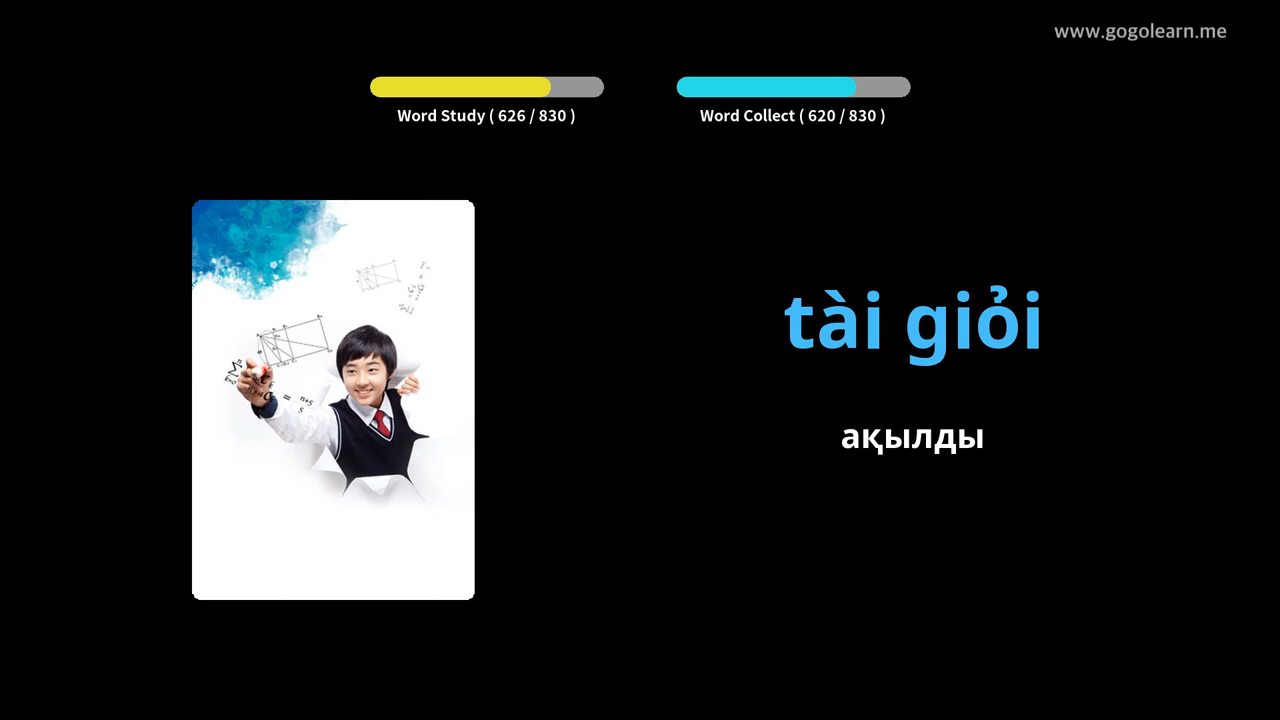 www.gogolearn.me
Word Study ( 626 / 830 )
Word Collect ( 620 / 830 )
tài giỏi
ақылды